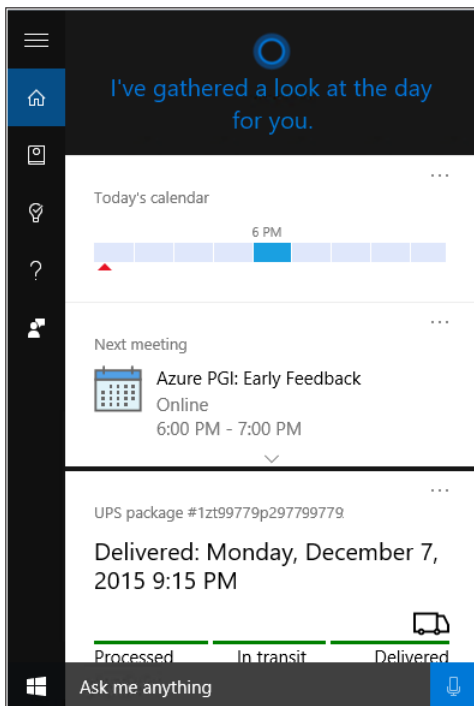 I've gathered a look at the day
for you.
Today's calendar
6 PM
Next meeting
Azure PGI: Early Feedback
Online
6:00 PM - 7:00 PM
UPS package #1zt99779p297799779
Delivered: Monday, December 7,
2015 9:15 PM
Processed In transit Delivered
Ask me anything